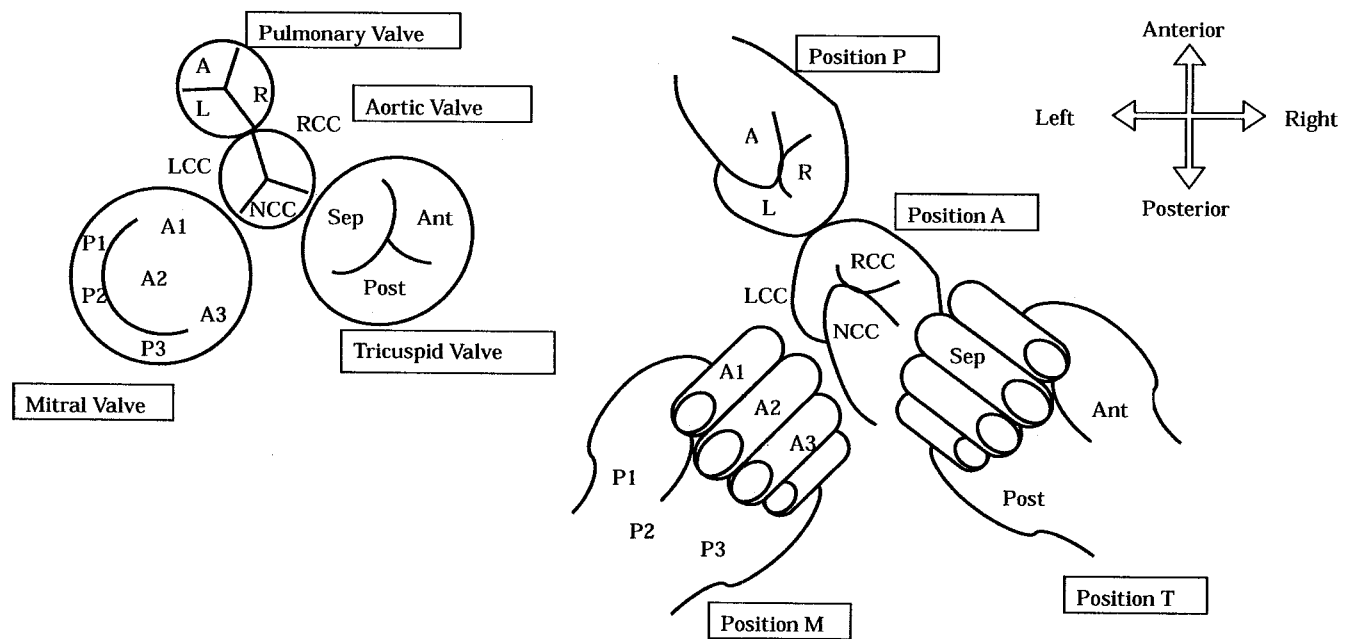 Pulmonary Valve
A
L
R
Aortic Valve
RCC
LCC
NCC
Sep
Ant
Post
A1
P1
A2
P2
A3
P3
Tricuspid Valve
Mitral Valve
Position P
A
R
L
Position A
RCC
LCC
NCC
Sep
Ant
A1
A2
A3
P1
P2
P3
Post
Position T
Position M
Anterior
Left
Right
Posterior